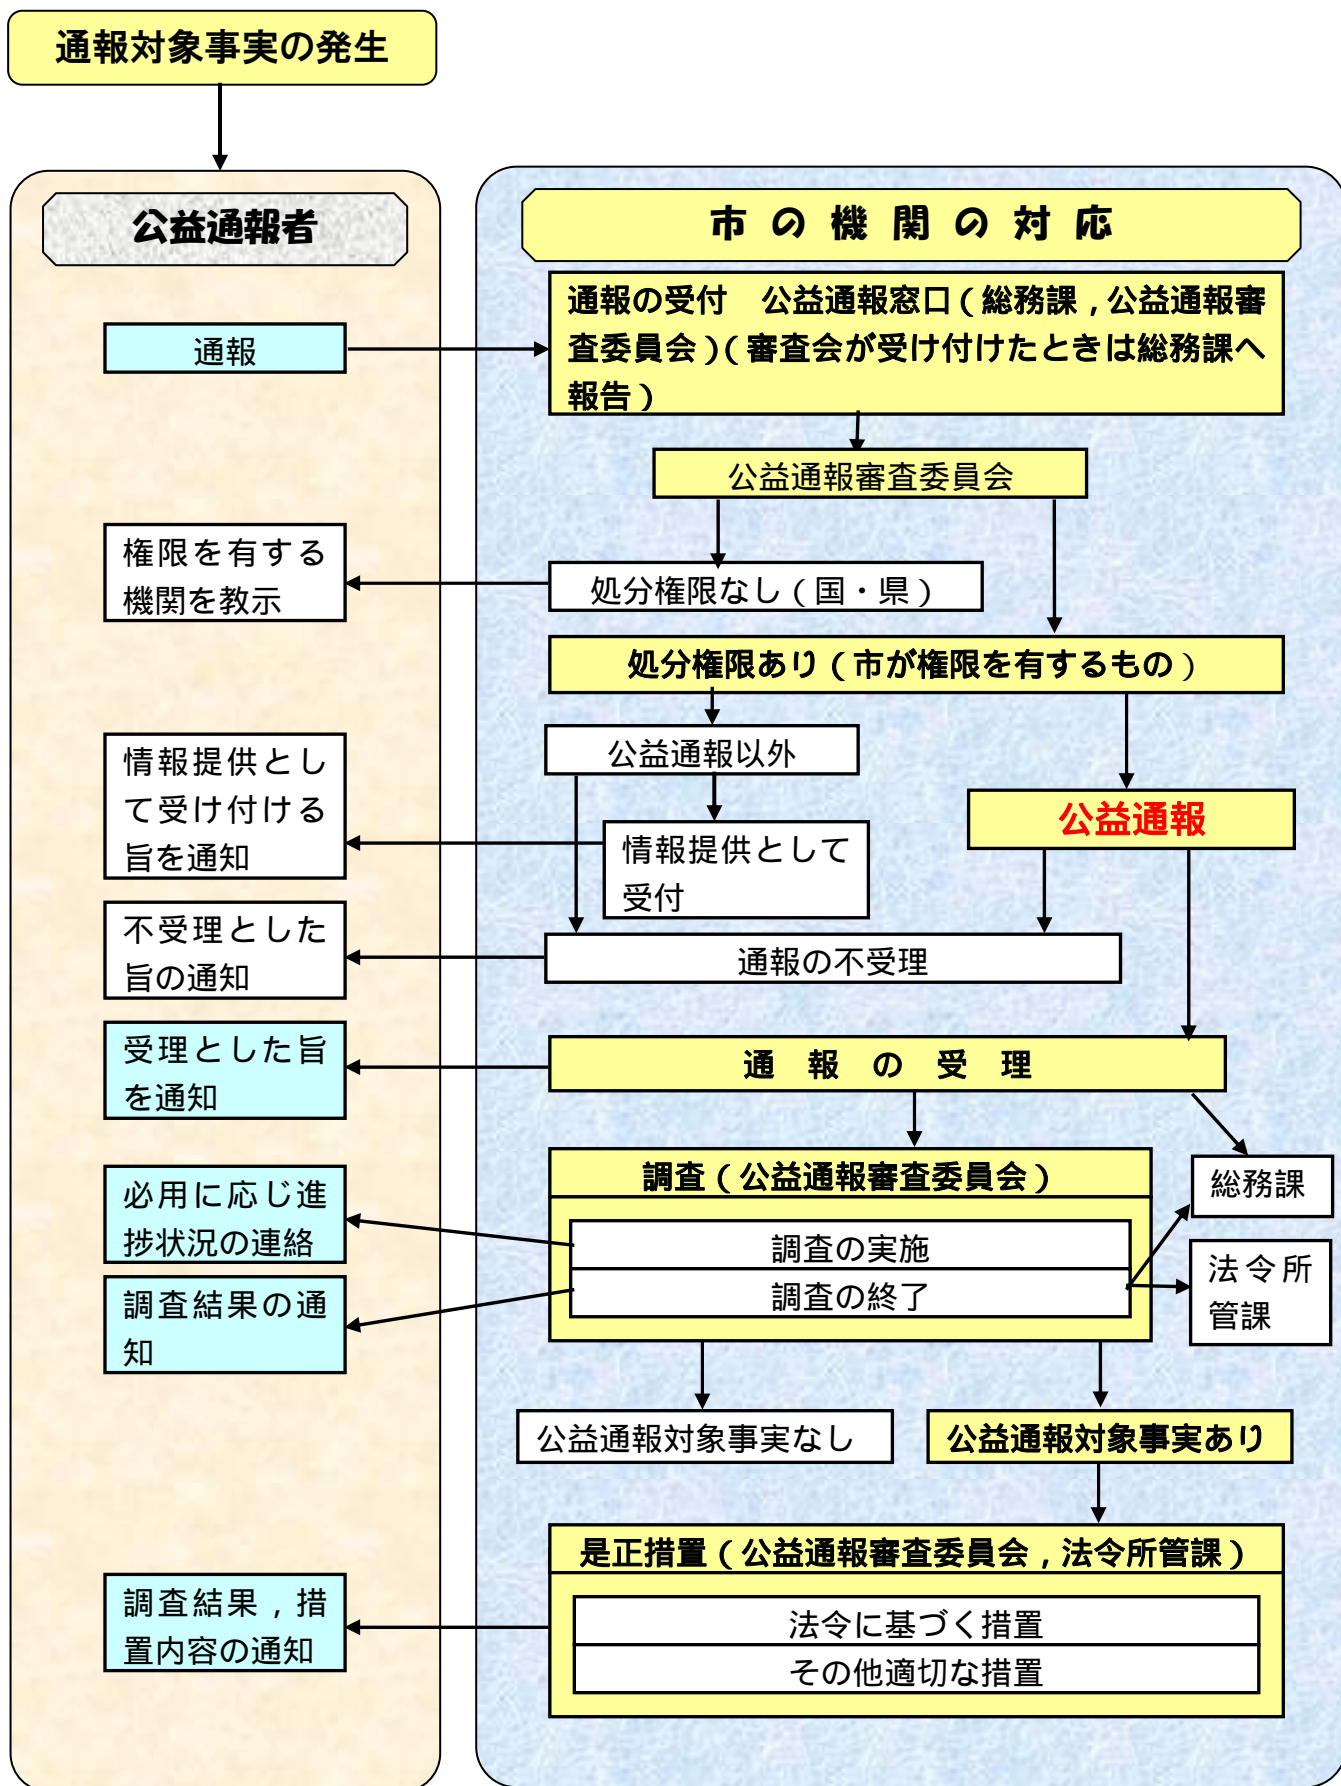 通報対象事実の発生
公益通報者
市の機関の対応
通報の受付　公益通報窓口（総務課，公益通報審
査委員会）（審査会が受け付けたときは総務課へ
報告）
通報
公益通報審査委員会
権限を有する
機関を教示
処分権限なし（国・県）
処分権限あり（市が権限を有するもの）
公益通報以外
情報提供とし
て受け付ける
旨を通知
公益通報
情報提供として
受付
不受理とした
旨の通知
通報の不受理
受理とした旨
を通知
通報の受理
調査（公益通報審査委員会）
総務課
必用に応じ進
捗状況の連絡
調査の実施
調査の終了
法令所
管課
調査結果の通
知
公益通報対象事実なし
公益通報対象事実あり
是正措置（公益通報審査委員会，法令所管課）
調査結果，措
置内容の通知
法令に基づく措置
その他適切な措置